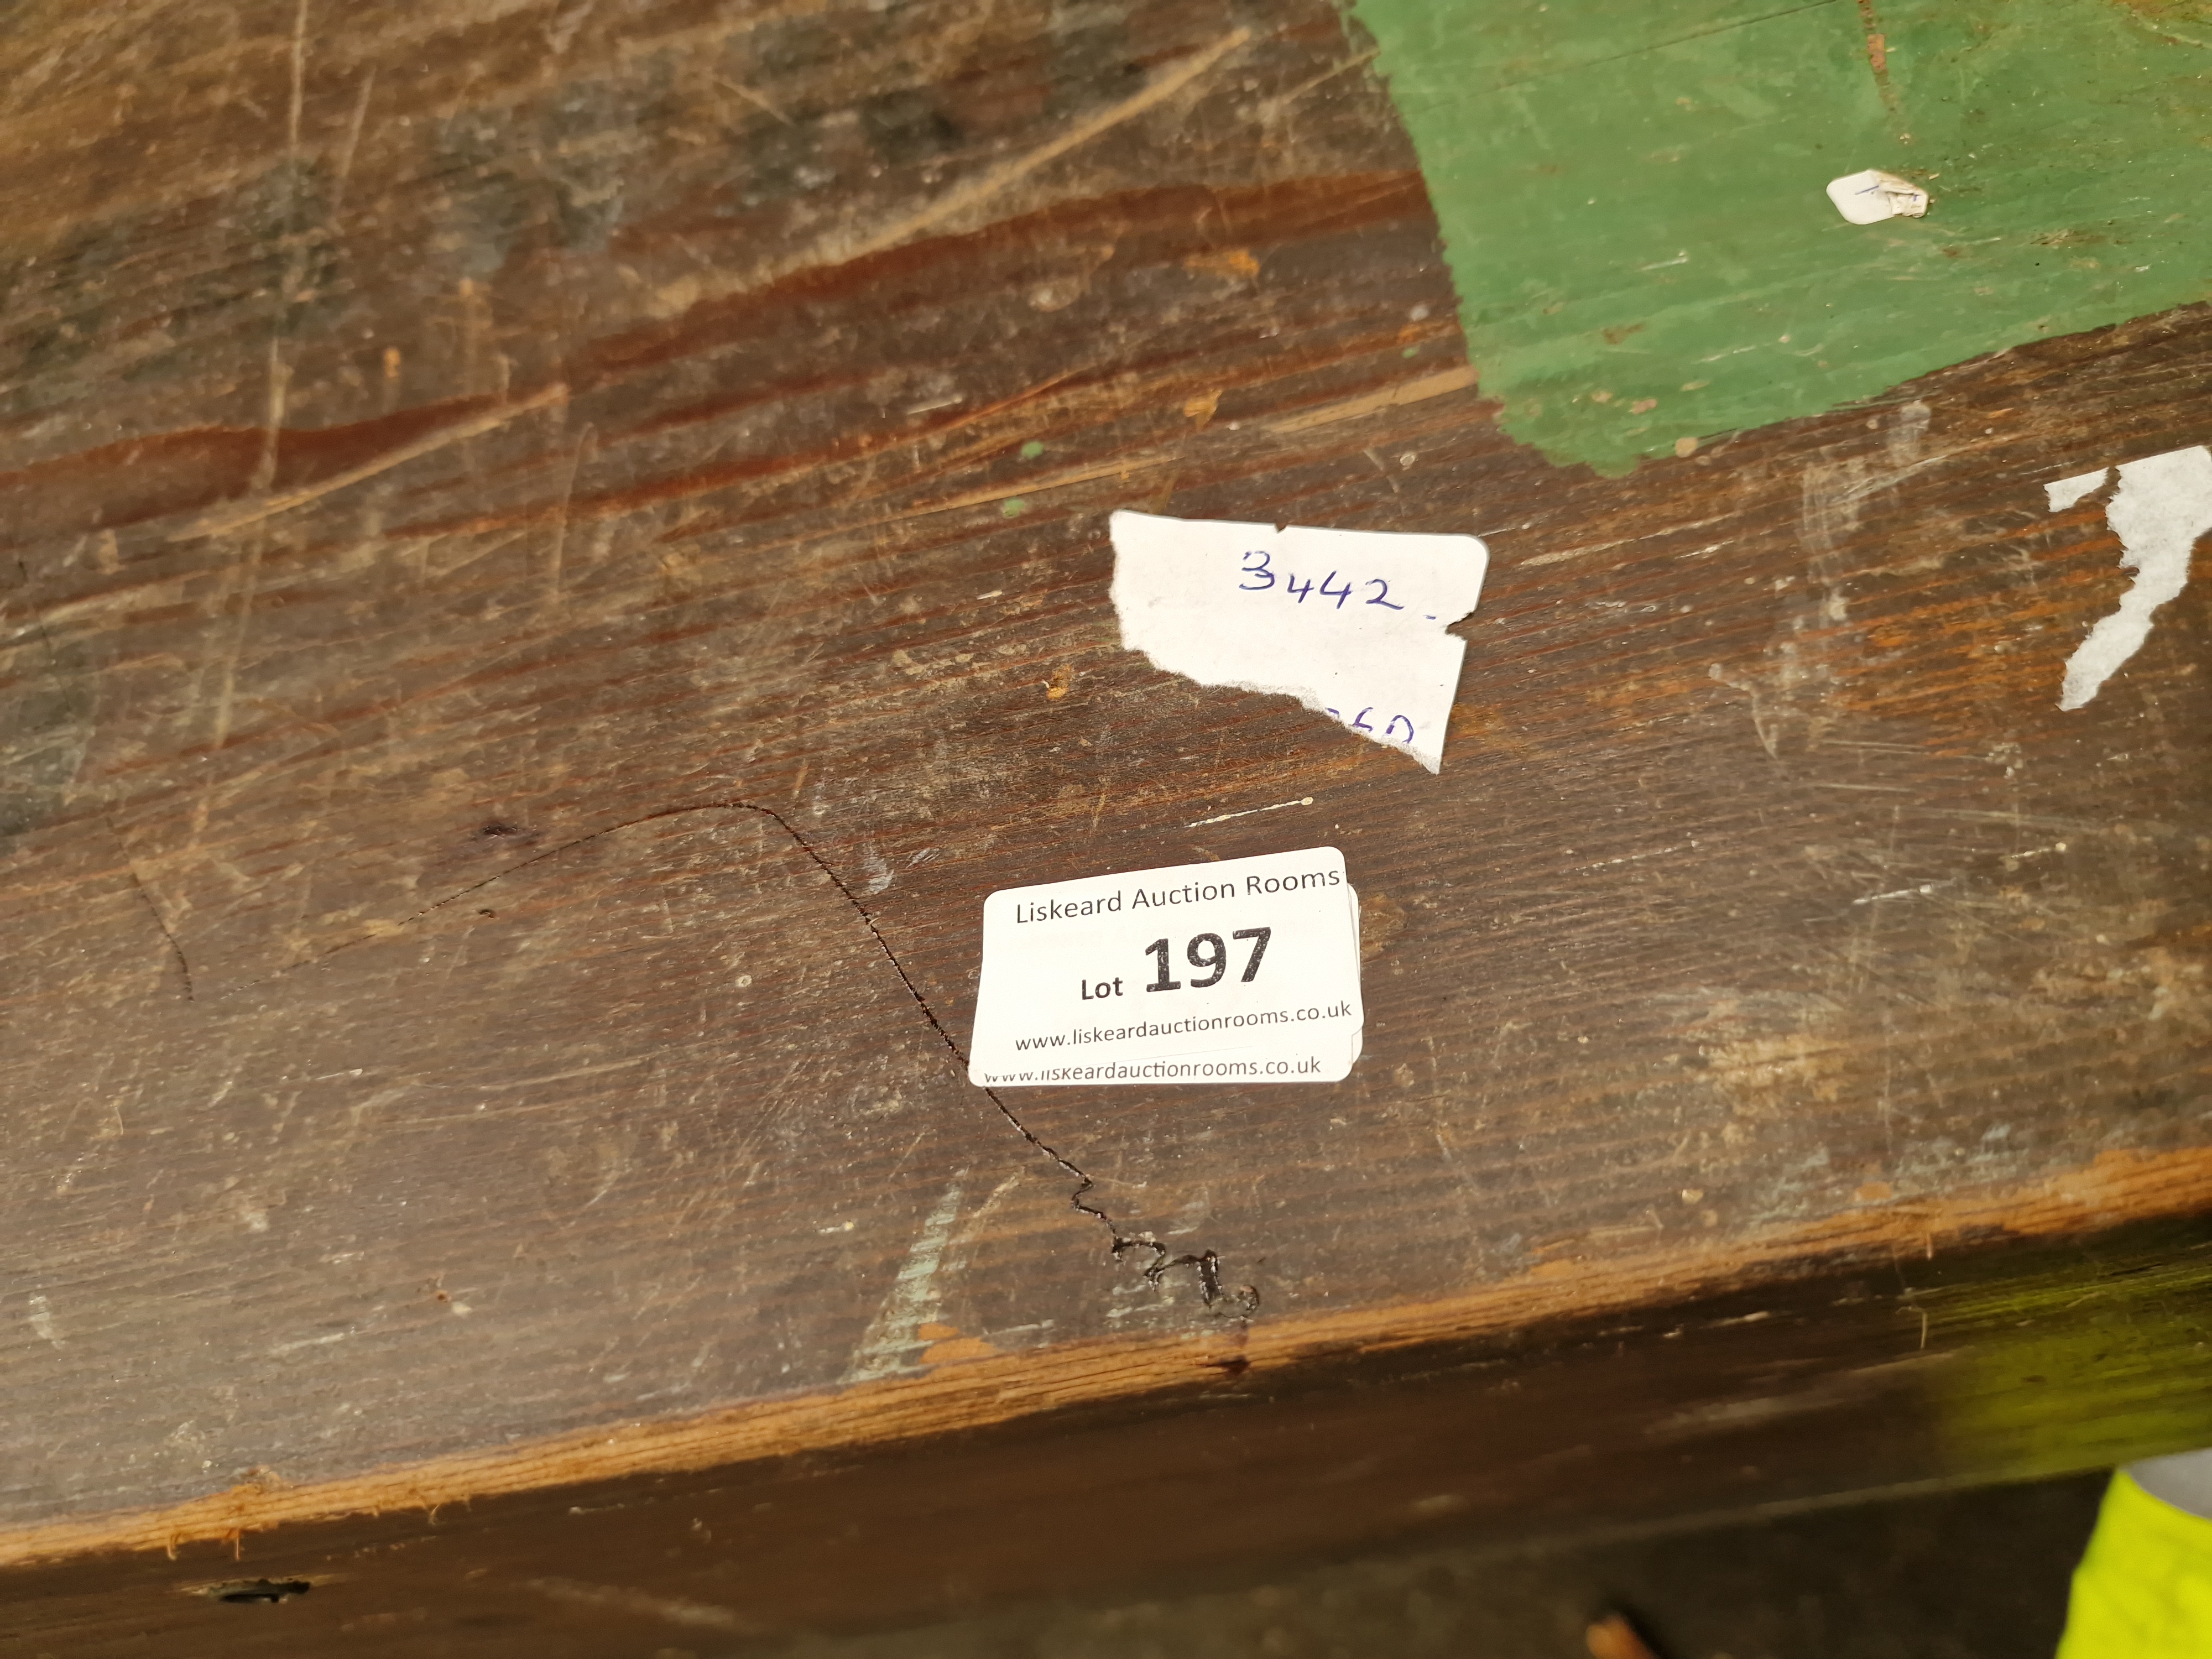 3442
Liskeard Auction Rooms
Lot 197
www.liskeardauctionrooms.co.uk
www.liskeardauctionrooms.co.uk